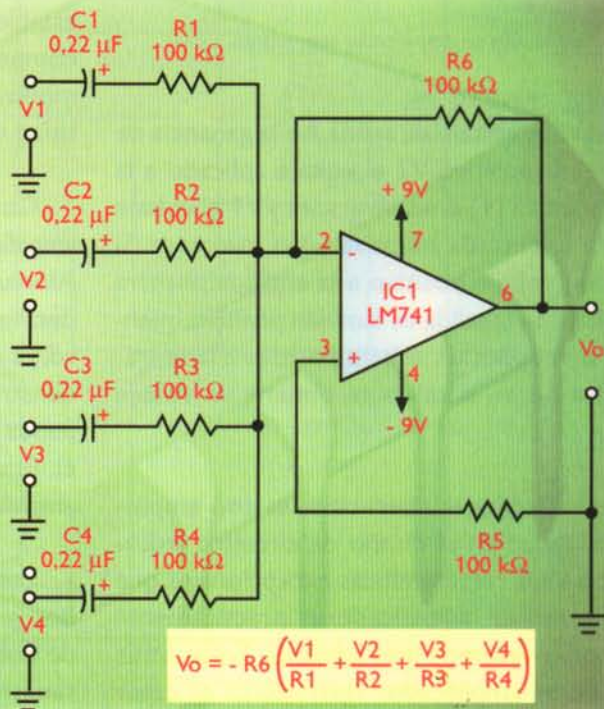 C1
0,22 µF
+
R1
100 kΩ
V1
R6
100 kΩ
C2
0,22 µF
+
R2
100 kΩ
V2
+ 9V
7
2
-
IC1
LM741
6
3
+
4
- 9V
Vo
C3
0,22 µF
+
R3
100 kΩ
V3
R5
100 kΩ
C4
0,22 µF
+
R4
100 kΩ
V4
Vo = - R6 (V1/R1 + V2/R2 + V3/R3 + V4/R4)